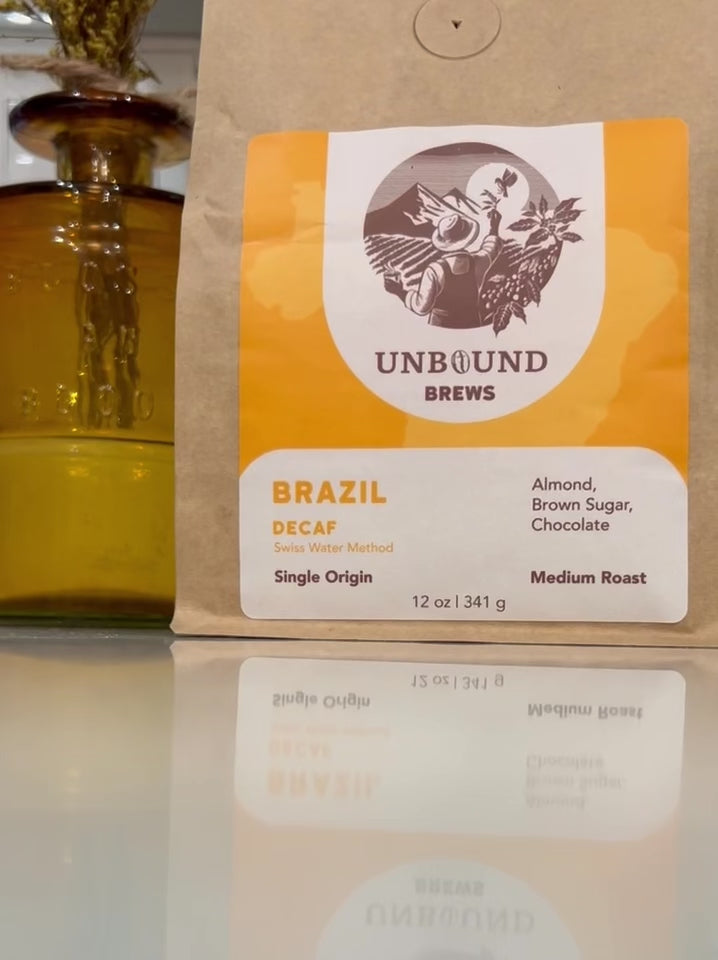 UNBOUND
BREWS
BRAZIL
DECAF
Swiss Water Method
Single Origin
Almond,
Brown Sugar,
Chocolate
Medium Roast
12 oz | 341 g